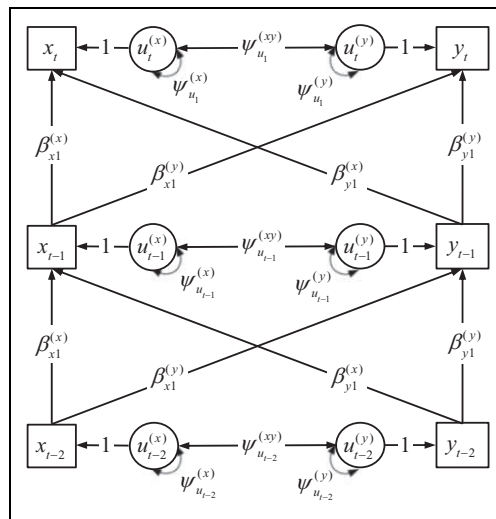 x_t 1 u_t^{(x)} ψ_{u_1}^{(xy)} u_t^{(y)} 1 y_t
ψ_{u_1}^{(x)} ψ_{u_1}^{(y)}
β_{x1}^{(x)} β_{x1}^{(y)} β_{y1}^{(x)} β_{y1}^{(y)}
x_{t-1} 1 u_{t-1}^{(x)} ψ_{u_{t-1}}^{(xy)} u_{t-1}^{(y)} 1 y_{t-1}
ψ_{u_{t-1}}^{(x)} ψ_{u_{t-1}}^{(y)}
β_{x1}^{(x)} β_{x1}^{(y)} β_{y1}^{(x)} β_{y1}^{(y)}
x_{t-2} 1 u_{t-2}^{(x)} ψ_{u_{t-2}}^{(xy)} u_{t-2}^{(y)} 1 y_{t-2}
ψ_{u_{t-2}}^{(x)} ψ_{u_{t-2}}^{(y)}